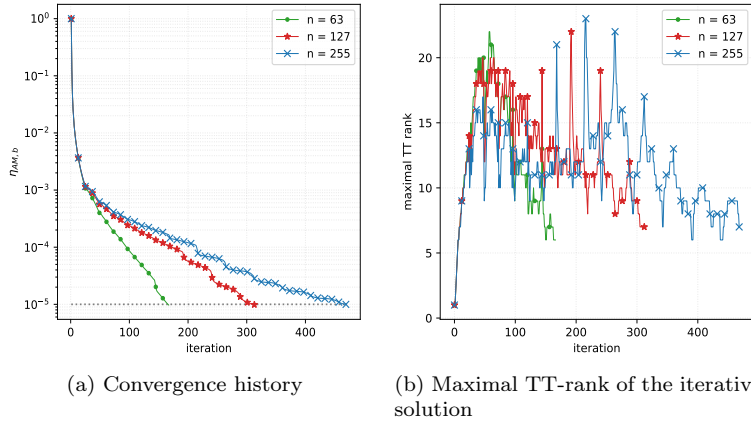 n = 63
n = 127
n = 255
10⁰
10⁻¹
10⁻²
10⁻³
10⁻⁴
10⁻⁵
η_{AM,b}
0
100
200
300
400
iteration
(a) Convergence history
n = 63
n = 127
n = 255
20
15
10
5
0
maximal TT rank
0
100
200
300
400
iteration
(b) Maximal TT-rank of the iterativ
solution